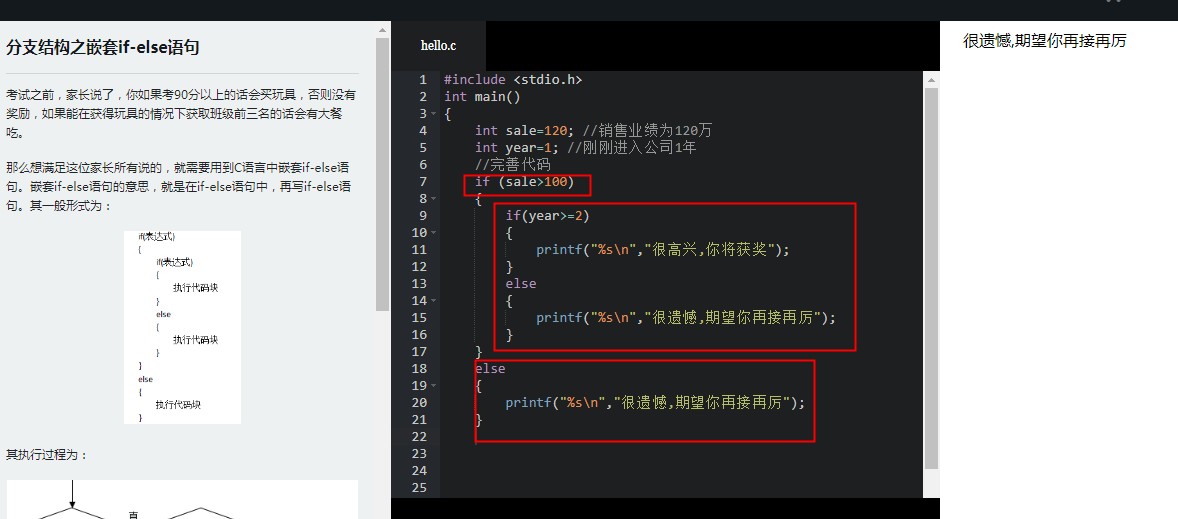 分支结构之嵌套if-else语句
考试之前，家长说了，你如果考90分以上的话会买玩具，否则没有
奖励，如果能在获得玩具的情况下获取班级前三名的话会有大餐
吃。
那么想满足这位家长所有说的，就需要用到C语言中嵌套if-else语
句。嵌套if-else语句的意思，就是在if-else语句中，再写if-else语
句。其一般形式为：
if(表达式)
{
if(表达式)
{
执行代码块
}
else
{
执行代码块
}
}
else
{
执行代码块
}
其执行过程为：
真
hello.c
1 #include <stdio.h>
2 int main()
3 {
4 int sale=120; //销售业绩为120万
5 int year=1; //刚刚进入公司1年
6 //完善代码
7 if (sale>100)
8 {
9 if(year>=2)
10 {
11 printf("%s\n","很高兴,你将获奖");
12 }
13 else
14 {
15 printf("%s\n","很遗憾,期望你再接再厉");
16 }
17 }
18 else
19 {
20 printf("%s\n","很遗憾,期望你再接再厉");
21 }
22
23
24
25
很遗憾,期望你再接再厉